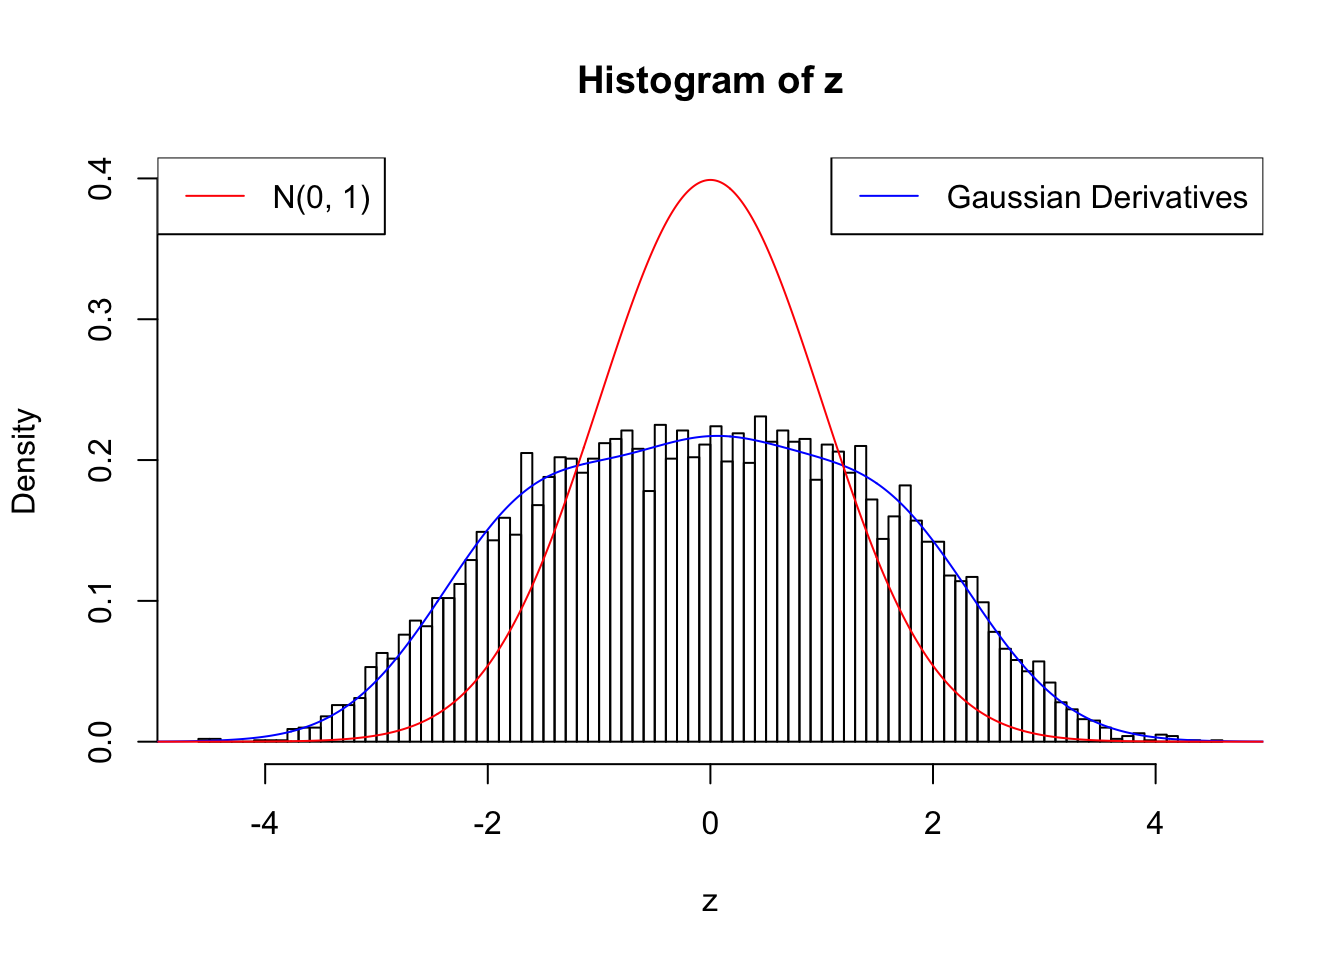 Histogram of z
N(0, 1)
Gaussian Derivatives
Density
0.4
0.3
0.2
0.1
0.0
-4 -2 0 2 4
z